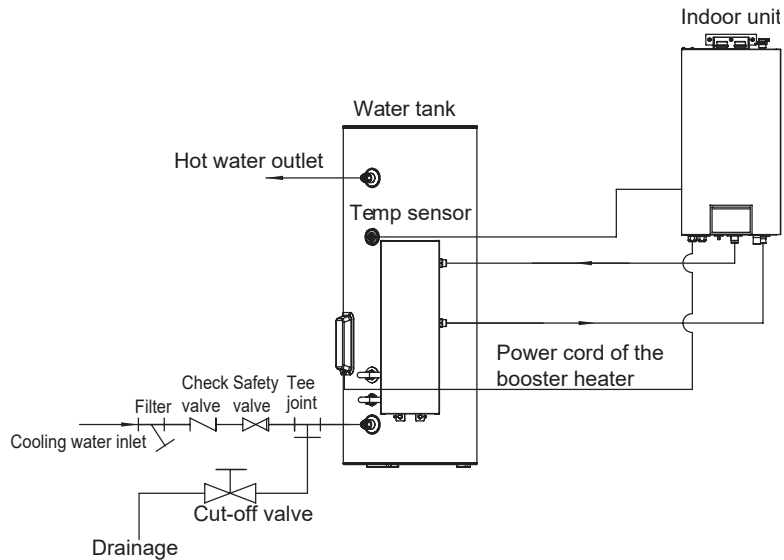 Indoor unit
Water tank
Hot water outlet
Temp sensor
Power cord of the
booster heater
Check Safety Tee
Filter valve valve joint
Cooling water inlet
Cut-off valve
Drainage